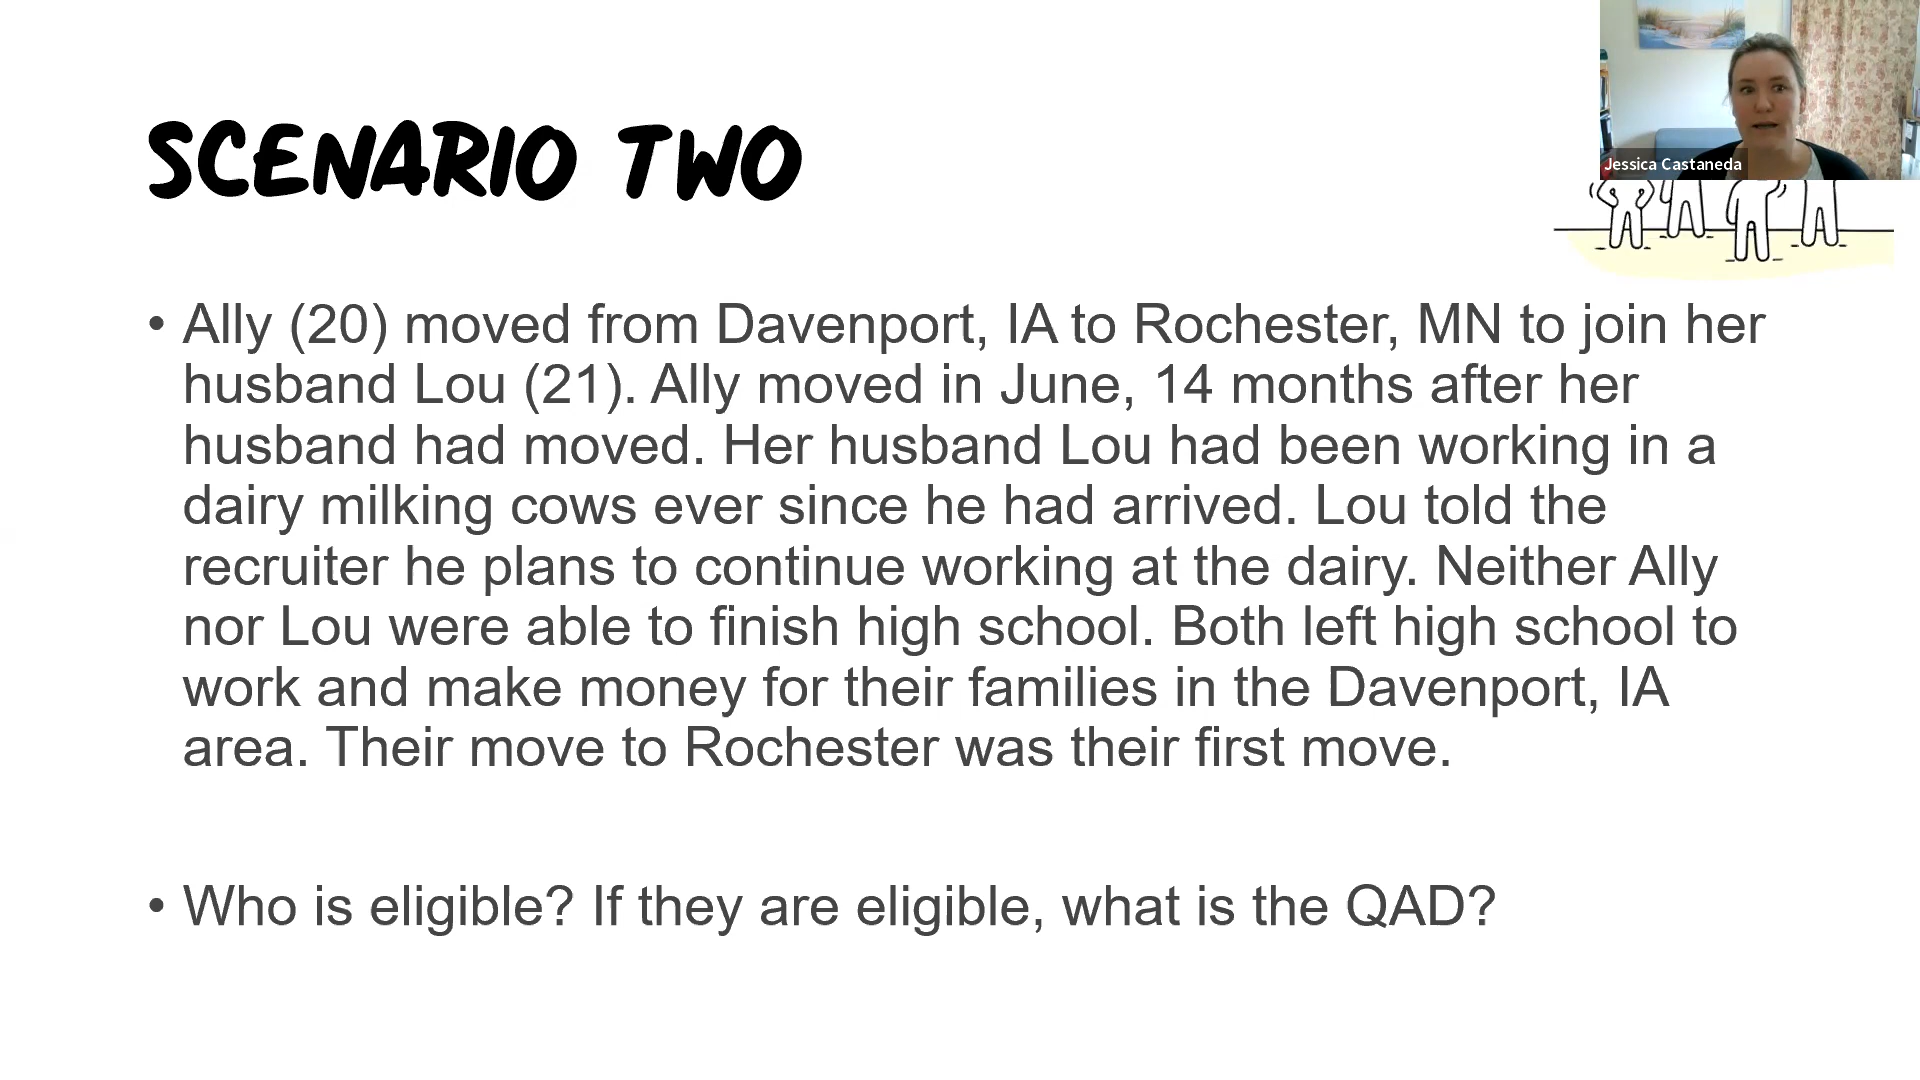 SCENARIO TWO
Jessica Castaneda
• Ally (20) moved from Davenport, IA to Rochester, MN to join her
husband Lou (21). Ally moved in June, 14 months after her
husband had moved. Her husband Lou had been working in a
dairy milking cows ever since he had arrived. Lou told the
recruiter he plans to continue working at the dairy. Neither Ally
nor Lou were able to finish high school. Both left high school to
work and make money for their families in the Davenport, IA
area. Their move to Rochester was their first move.
• Who is eligible? If they are eligible, what is the QAD?